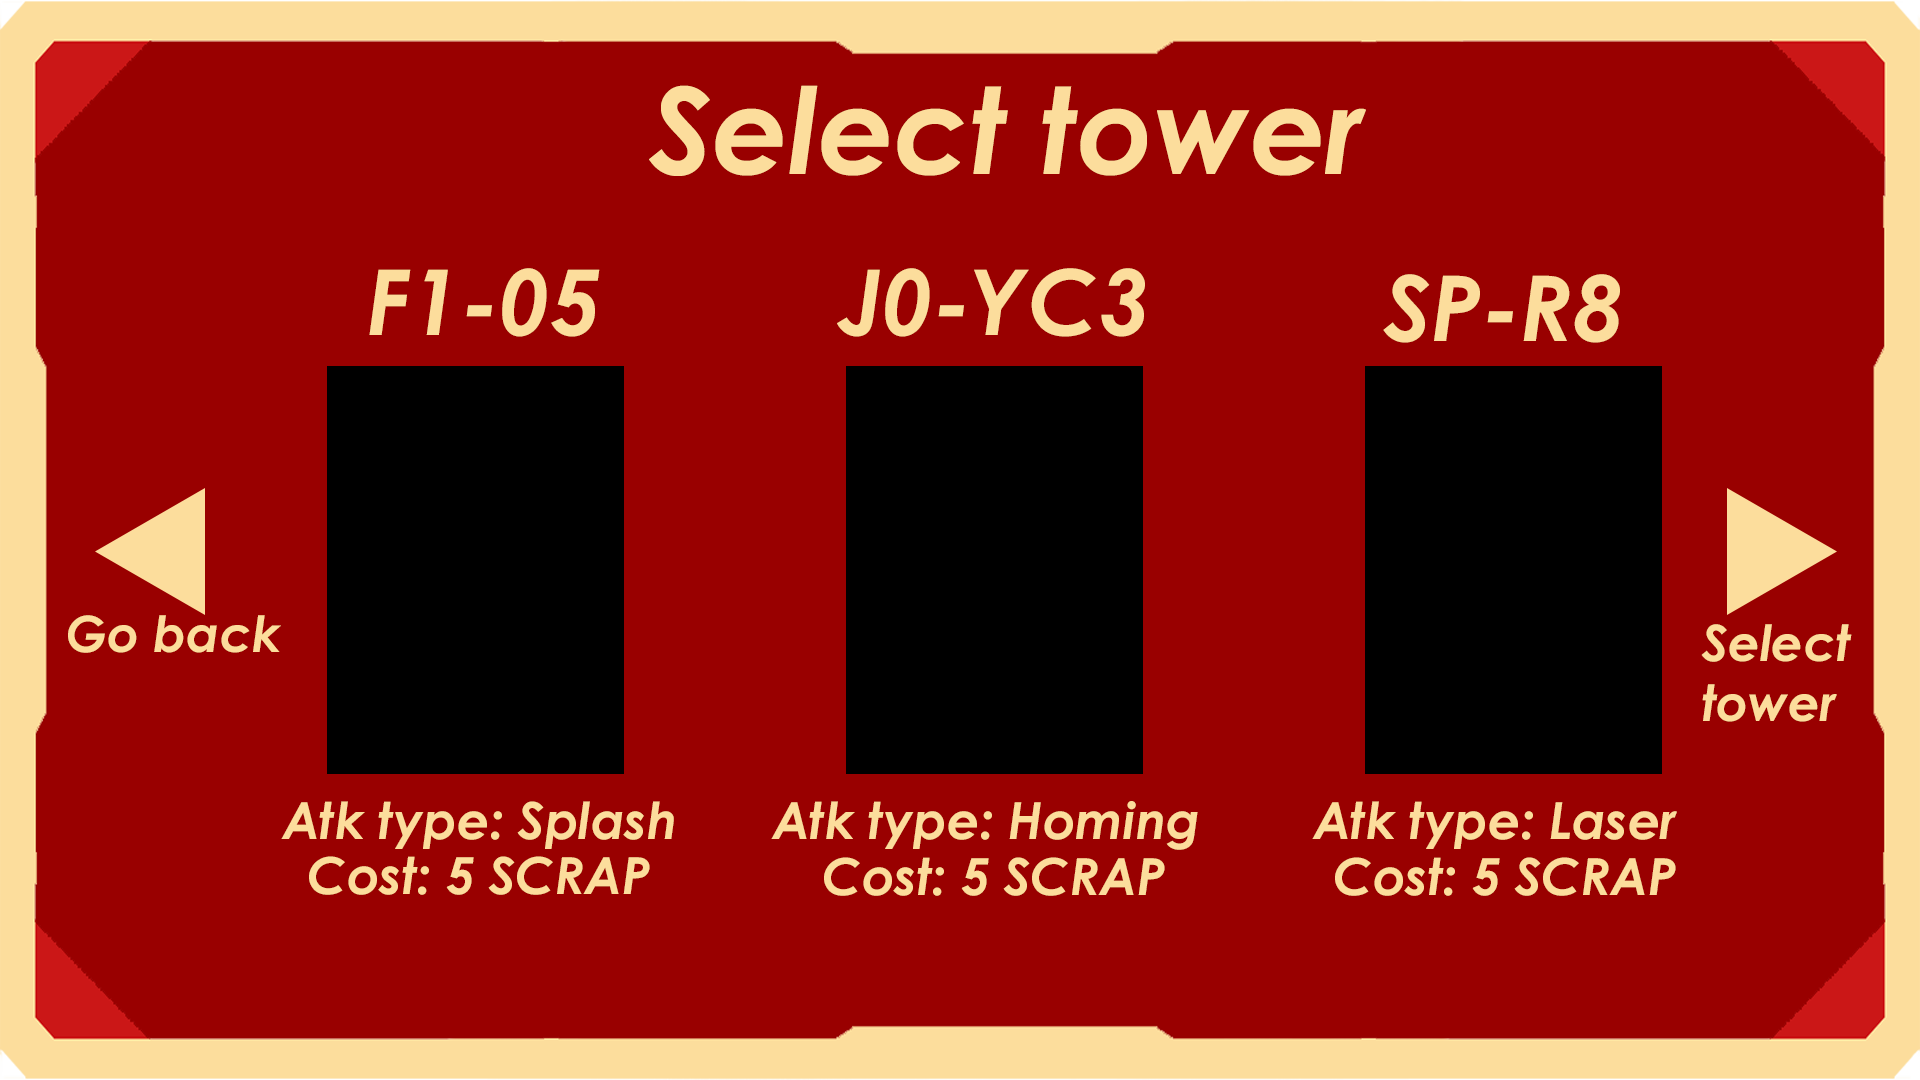 Select tower
F1-05
J0-YC3
SP-R8
Go back
Select
tower
Atk type: Splash
Cost: 5 SCRAP
Atk type: Homing
Cost: 5 SCRAP
Atk type: Laser
Cost: 5 SCRAP